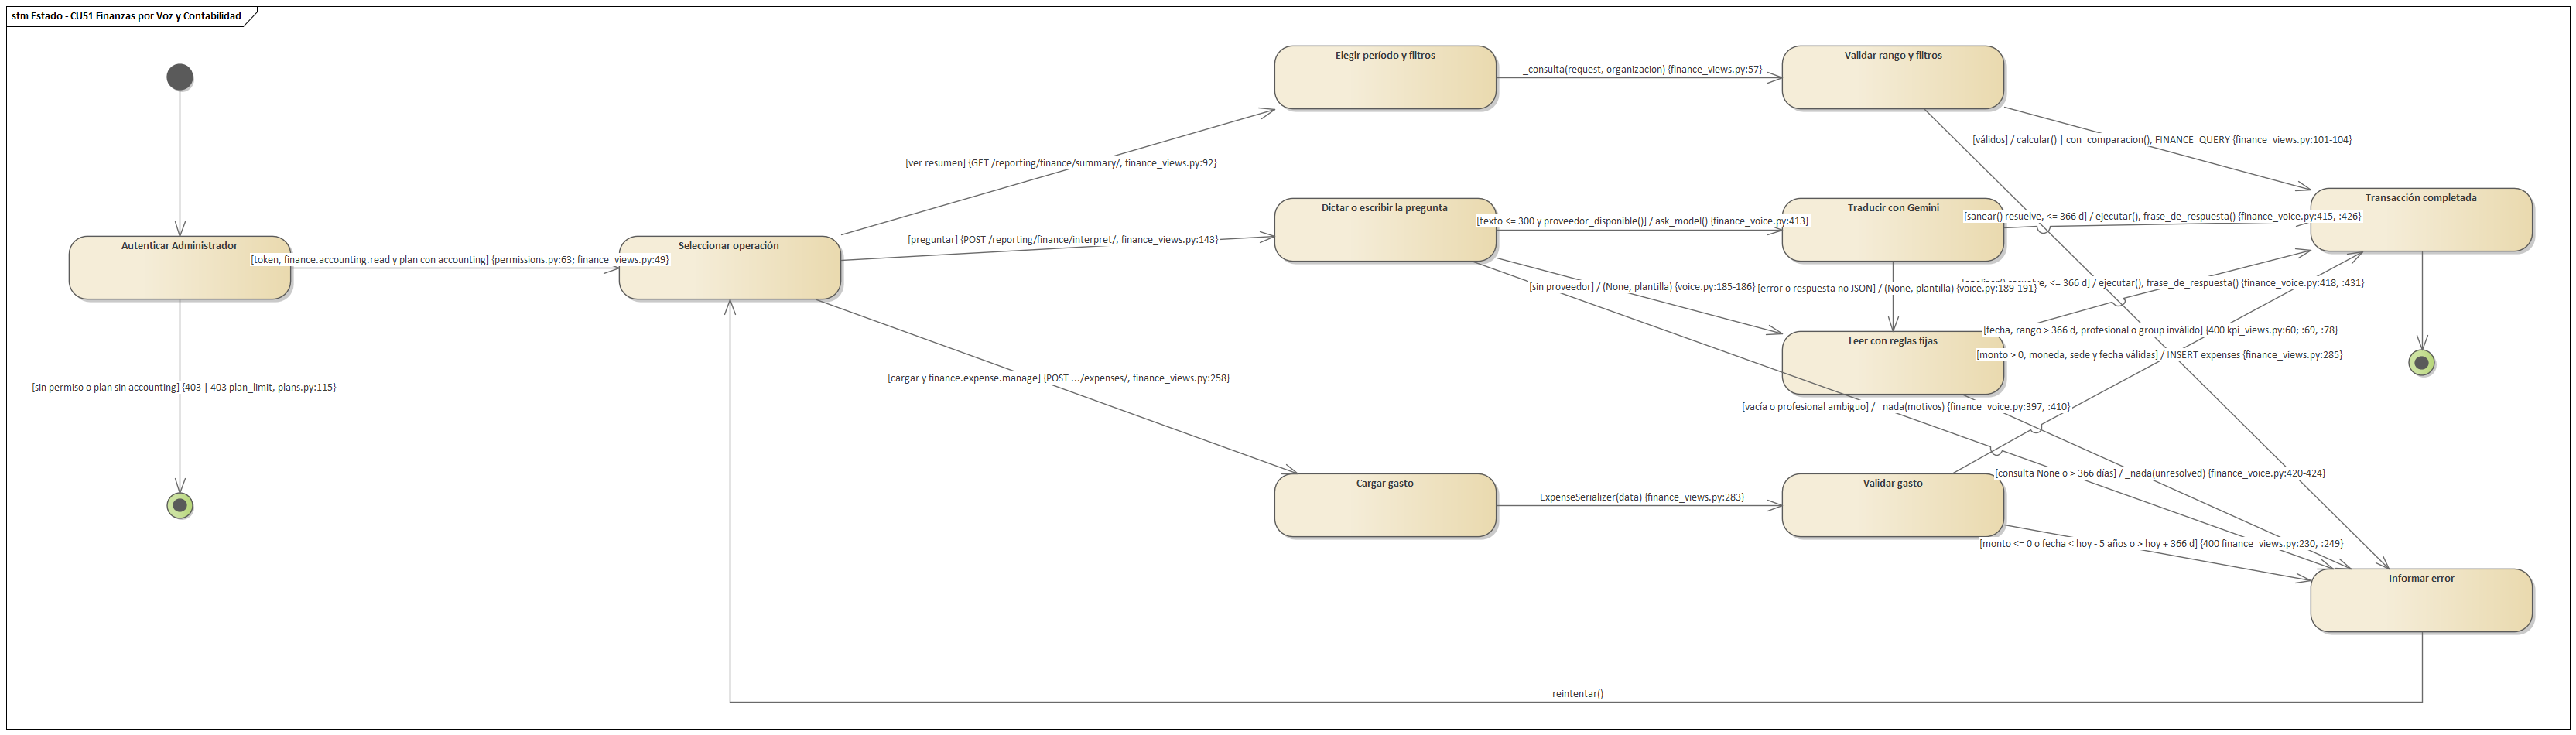 stm Estado - CU51 Finanzas por Voz y Contabilidad
Elegir período y filtros
Validar rango y filtros
_consulta(request, organizacion) {finance_views.py:57}
[válidos] / calcular() | con_comparacion(), FINANCE_QUERY {finance_views.py:101-104}
[ver resumen] {GET /reporting/finance/summary/, finance_views.py:92}
Transacción completada
Dictar o escribir la pregunta
Traducir con Gemini
[texto <= 300 y proveedor_disponible()] / ask_model() {finance_voice.py:413}
[sanear() resuelve, <= 366 d] / ejecutar(), frase_de_respuesta() {finance_voice.py:415, :426}
Autenticar Administrador
Seleccionar operación
[preguntar] {POST /reporting/finance/interpret/, finance_views.py:143}
[token, finance.accounting.read y plan con accounting] {permissions.py:63; finance_views.py:49}
[sin proveedor] / (None, plantilla) {voice.py:185-186}
[error o respuesta no JSON] / (None, plantilla) {voice.py:189-191}
<= 366 d] / ejecutar(), frase_de_respuesta() {finance_voice.py:418, :431}
[fecha, rango > 366 d, profesional o group inválido] {400 kpi_views.py:60; :69, :78}
Leer con reglas fijas
[monto > 0, moneda, sede y fecha válidas] / INSERT expenses {finance_views.py:285}
[cargar y finance.expense.manage] {POST .../expenses/, finance_views.py:258}
[sin permiso o plan sin accounting] {403 | 403 plan_limit, plans.py:115}
[vacía o profesional ambiguo] / _nada(motivos) {finance_voice.py:397, :410}
[consulta None o > 366 días] / _nada(unresolved) {finance_voice.py:420-424}
Cargar gasto
Validar gasto
ExpenseSerializer(data) {finance_views.py:283}
[monto <= 0 o fecha < hoy - 5 años o > hoy + 366 d] {400 finance_views.py:230, :249}
Informar error
reintentar()